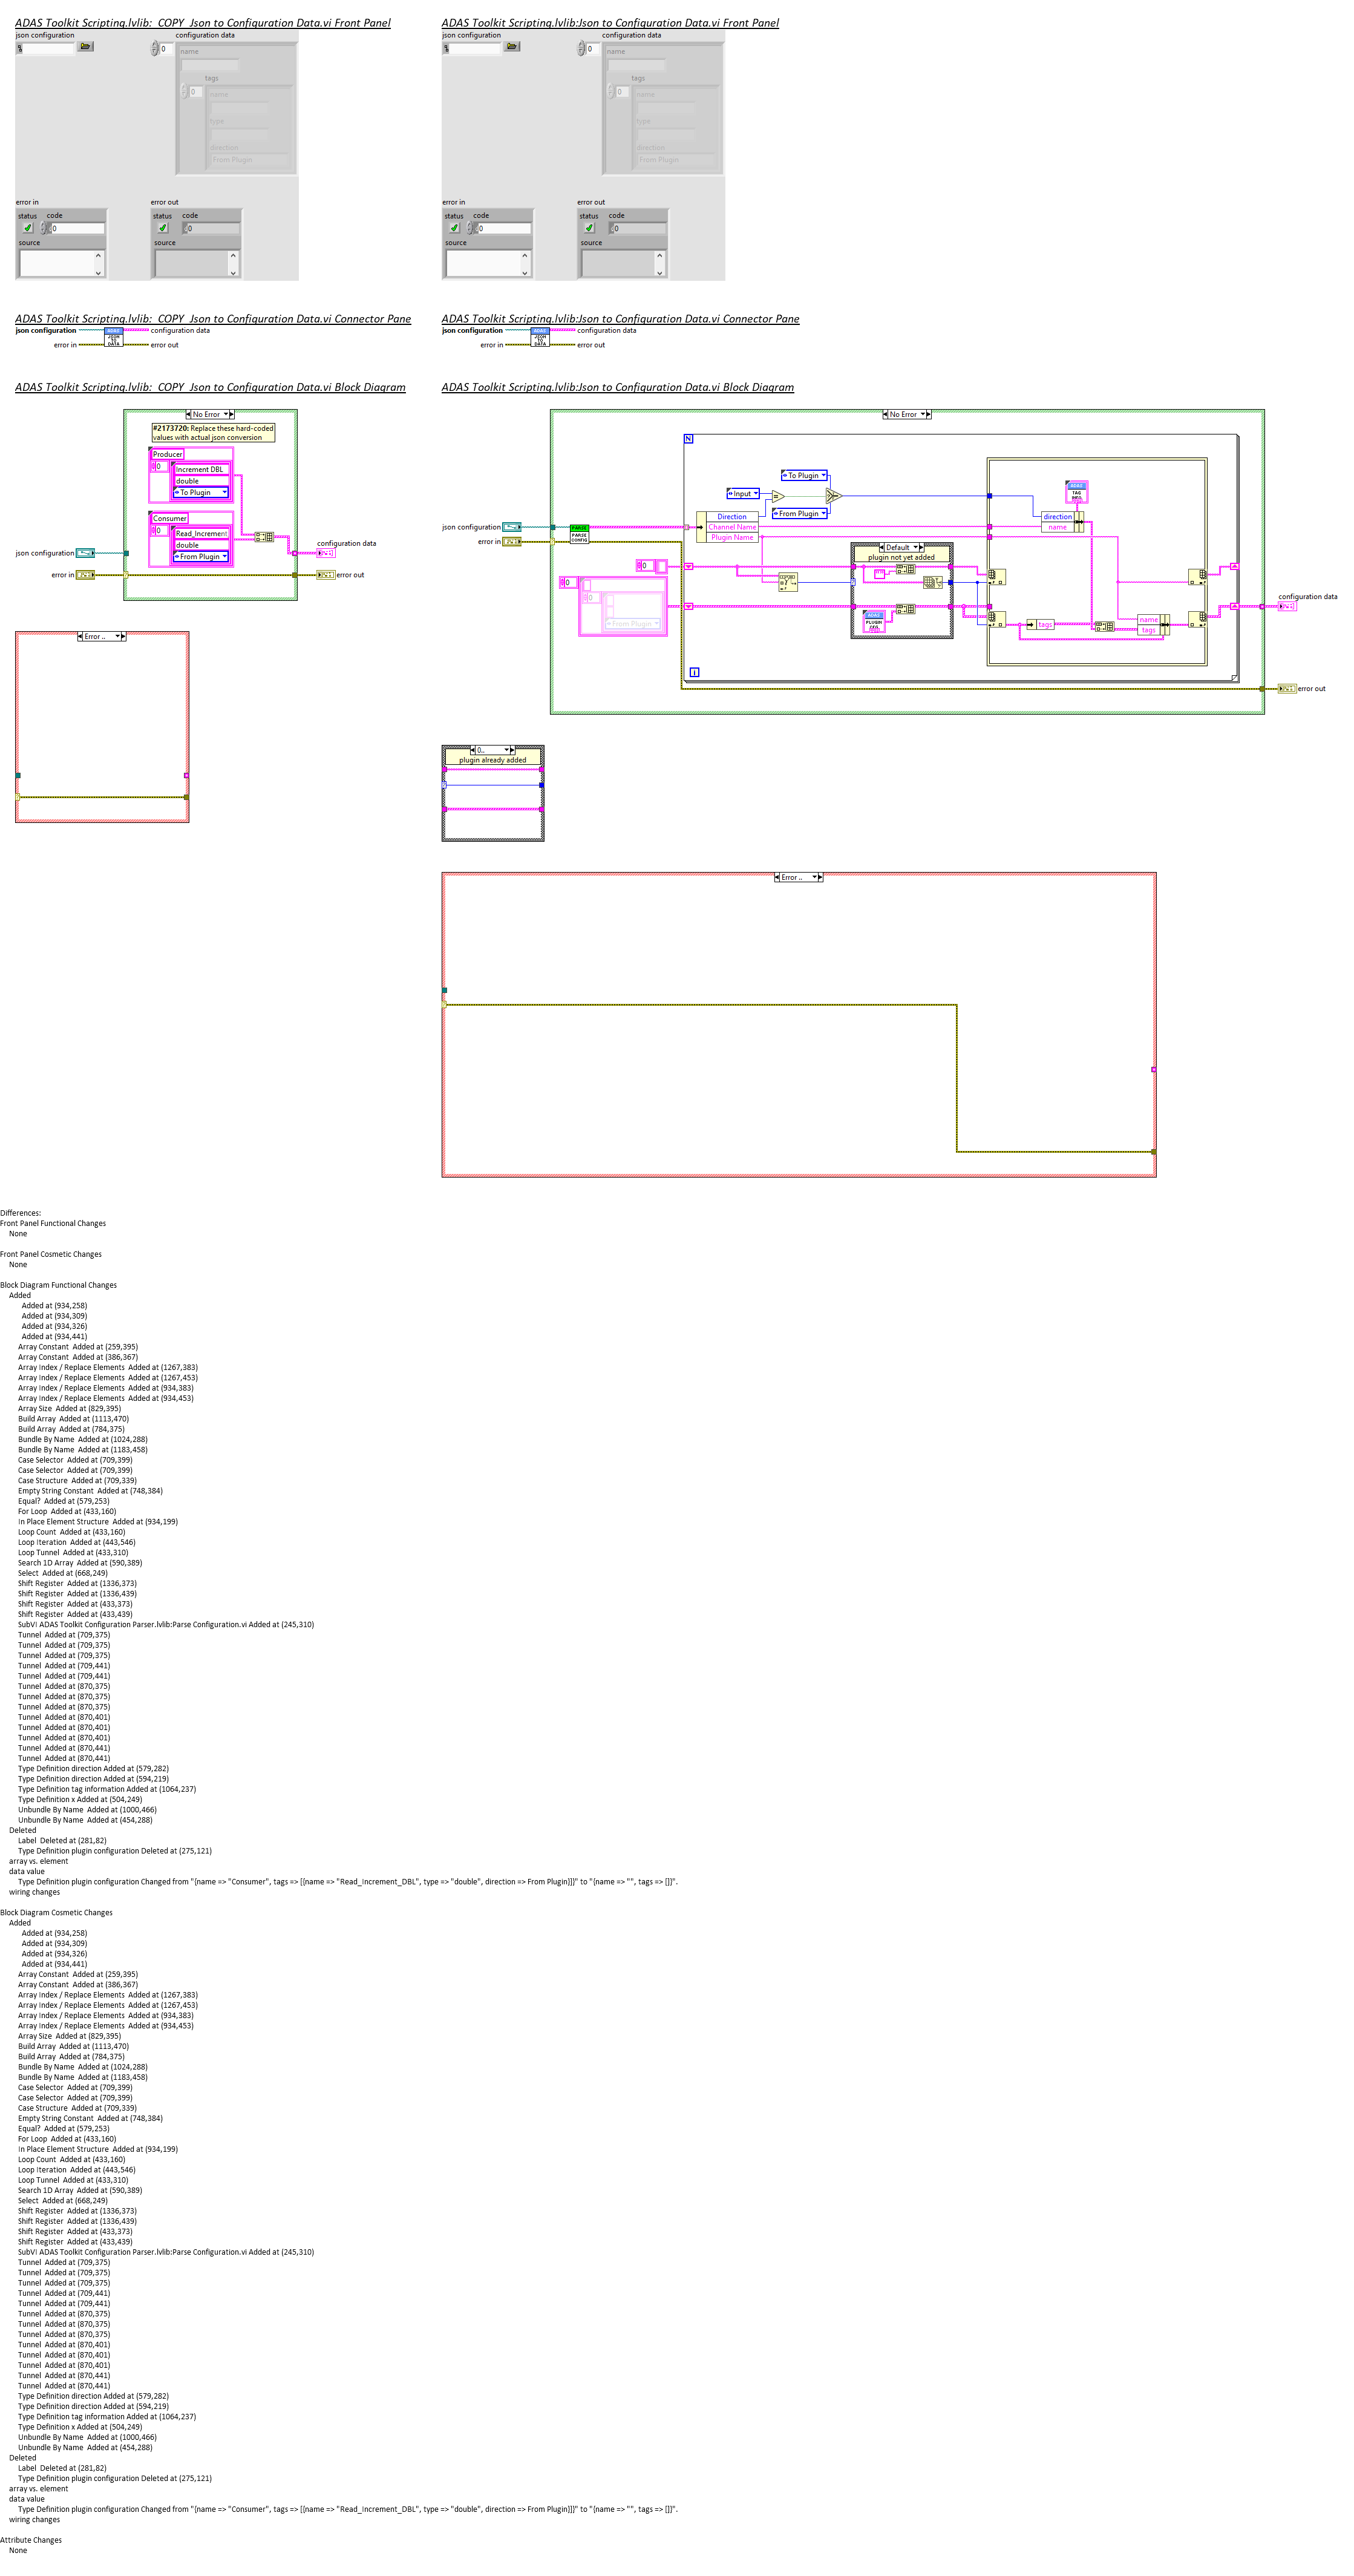 ADAS Toolkit Scripting.lvlib:_COPY_Json to Configuration Data.vi Front Panel
json configuration
configuration data
0
name
tags
0
name
type
direction
From Plugin
error in
error out
status
code
status
code
0
0
source
source
ADAS Toolkit Scripting.lvlib:_COPY_Json to Configuration Data.vi Connector Pane
json configuration
configuration data
ADAS
JSON
TO
DATA
error in
error out
ADAS Toolkit Scripting.lvlib:_COPY_Json to Configuration Data.vi Block Diagram
No Error
#2173720: Replace these hard-coded
values with actual json conversion
Producer
0
Increment DBL
double
To Plugin
Consumer
0
Read_Increment
double
From Plugin
json configuration
configuration data
error in
error out
Error ..
ADAS Toolkit Scripting.lvlib:Json to Configuration Data.vi Front Panel
json configuration
configuration data
0
name
tags
0
name
type
direction
From Plugin
error in
error out
status
code
status
code
0
0
source
source
ADAS Toolkit Scripting.lvlib:Json to Configuration Data.vi Connector Pane
json configuration
configuration data
ADAS
JSON
TO
DATA
error in
error out
ADAS Toolkit Scripting.lvlib:Json to Configuration Data.vi Block Diagram
No Error
N
To Plugin
Input
From Plugin
Direction
Channel Name
Plugin Name
json configuration
error in
PARSE
PARSE
CONFIG
Default
plugin not yet added
ADAS
TAG
direction
name
0
0
0
From Plugin
PLUGIN
tags
name
tags
configuration data
i
error out
0..
plugin already added
Error ..
Differences:
Front Panel Functional Changes
None
Front Panel Cosmetic Changes
None
Block Diagram Functional Changes
Added
Added at (934,258)
Added at (934,309)
Added at (934,326)
Added at (934,441)
Array Constant  Added at (259,395)
Array Constant  Added at (386,367)
Array Index / Replace Elements  Added at (1267,383)
Array Index / Replace Elements  Added at (1267,453)
Array Index / Replace Elements  Added at (934,383)
Array Index / Replace Elements  Added at (934,453)
Array Size  Added at (829,395)
Build Array  Added at (1113,470)
Build Array  Added at (784,375)
Bundle By Name  Added at (1024,288)
Bundle By Name  Added at (1183,458)
Case Selector  Added at (709,399)
Case Selector  Added at (709,399)
Case Structure  Added at (709,339)
Empty String Constant  Added at (748,384)
Equal?  Added at (579,253)
For Loop  Added at (433,160)
In Place Element Structure  Added at (934,199)
Loop Count  Added at (433,160)
Loop Iteration  Added at (443,546)
Loop Tunnel  Added at (433,310)
Search 1D Array  Added at (590,389)
Select  Added at (668,249)
Shift Register  Added at (1336,373)
Shift Register  Added at (1336,439)
Shift Register  Added at (433,373)
Shift Register  Added at (433,439)
SubVI ADAS Toolkit Configuration Parser.lvlib:Parse Configuration.vi Added at (245,310)
Tunnel  Added at (709,375)
Tunnel  Added at (709,375)
Tunnel  Added at (709,375)
Tunnel  Added at (709,441)
Tunnel  Added at (709,441)
Tunnel  Added at (870,375)
Tunnel  Added at (870,375)
Tunnel  Added at (870,375)
Tunnel  Added at (870,401)
Tunnel  Added at (870,401)
Tunnel  Added at (870,401)
Tunnel  Added at (870,441)
Tunnel  Added at (870,441)
Type Definition direction Added at (579,282)
Type Definition direction Added at (594,219)
Type Definition tag information Added at (1064,237)
Type Definition x Added at (504,249)
Unbundle By Name  Added at (1000,466)
Unbundle By Name  Added at (454,288)
Deleted
Label  Deleted at (281,82)
Type Definition plugin configuration Deleted at (275,121)
array vs. element
data value
Type Definition plugin configuration Changed from "{name => "Consumer", tags => [{name => "Read_Increment_DBL", type => "double", direction => From Plugin}]}" to "{name => "", tags => []}".
wiring changes
Block Diagram Cosmetic Changes
Added
Added at (934,258)
Added at (934,309)
Added at (934,326)
Added at (934,441)
Array Constant  Added at (259,395)
Array Constant  Added at (386,367)
Array Index / Replace Elements  Added at (1267,383)
Array Index / Replace Elements  Added at (1267,453)
Array Index / Replace Elements  Added at (934,383)
Array Index / Replace Elements  Added at (934,453)
Array Size  Added at (829,395)
Build Array  Added at (1113,470)
Build Array  Added at (784,375)
Bundle By Name  Added at (1024,288)
Bundle By Name  Added at (1183,458)
Case Selector  Added at (709,399)
Case Selector  Added at (709,399)
Case Structure  Added at (709,339)
Empty String Constant  Added at (748,384)
Equal?  Added at (579,253)
For Loop  Added at (433,160)
In Place Element Structure  Added at (934,199)
Loop Count  Added at (433,160)
Loop Iteration  Added at (443,546)
Loop Tunnel  Added at (433,310)
Search 1D Array  Added at (590,389)
Select  Added at (668,249)
Shift Register  Added at (1336,373)
Shift Register  Added at (1336,439)
Shift Register  Added at (433,373)
Shift Register  Added at (433,439)
SubVI ADAS Toolkit Configuration Parser.lvlib:Parse Configuration.vi Added at (245,310)
Tunnel  Added at (709,375)
Tunnel  Added at (709,375)
Tunnel  Added at (709,375)
Tunnel  Added at (709,441)
Tunnel  Added at (709,441)
Tunnel  Added at (870,375)
Tunnel  Added at (870,375)
Tunnel  Added at (870,375)
Tunnel  Added at (870,401)
Tunnel  Added at (870,401)
Tunnel  Added at (870,401)
Tunnel  Added at (870,441)
Tunnel  Added at (870,441)
Type Definition direction Added at (579,282)
Type Definition direction Added at (594,219)
Type Definition tag information Added at (1064,237)
Type Definition x Added at (504,249)
Unbundle By Name  Added at (1000,466)
Unbundle By Name  Added at (454,288)
Deleted
Label  Deleted at (281,82)
Type Definition plugin configuration Deleted at (275,121)
array vs. element
data value
Type Definition plugin configuration Changed from "{name => "Consumer", tags => [{name => "Read_Increment_DBL", type => "double", direction => From Plugin}]}" to "{name => "", tags => []}".
wiring changes
Attribute Changes
None